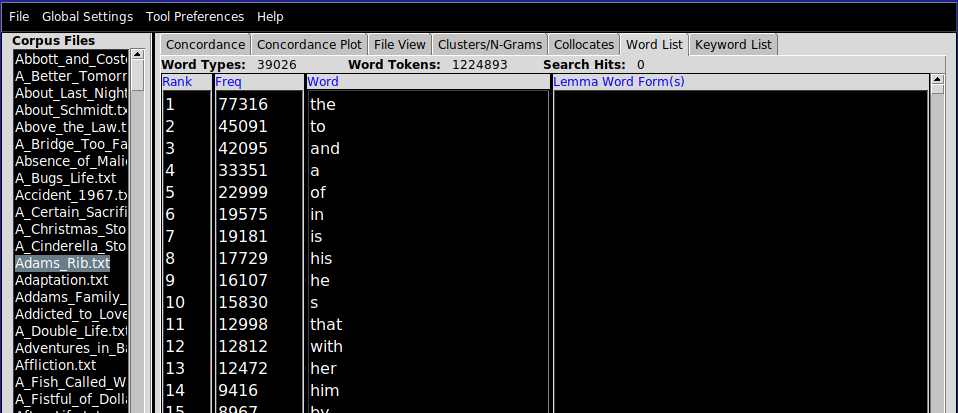 File Global Settings Tool Preferences Help
Corpus Files
Abbott_and_Cost
A_Better_Tomorr
About_Last_Night
About_Schmidt.tx
Above_the_Law.t
A_Bridge_Too_Fa
Absence_of_Mali
A_Bugs_Life.txt
Accident_1967.tx
A_Certain_Sacrifi
A_Christmas_Sto
A_Cinderella_Sto
Adams_Rib.txt
Adaptation.txt
Addams_Family_
Addicted_to_Love
A_Double_Life.txt
Adventures_in_Ba
Affliction.txt
A_Fish_Called_W
A_Fistful_of_Dolla
Concordance Concordance Plot File View Clusters/N-Grams Collocates Word List Keyword List
Word Types: 39026 Word Tokens: 1224893 Search Hits: 0
Rank Freq Word Lemma Word Form(s)
1 77316 the
2 45091 to
3 42095 and
4 33351 a
5 22999 of
6 19575 in
7 19181 is
8 17729 his
9 16107 he
10 15830 s
11 12998 that
12 12812 with
13 12472 her
14 9416 him
15 8967 by